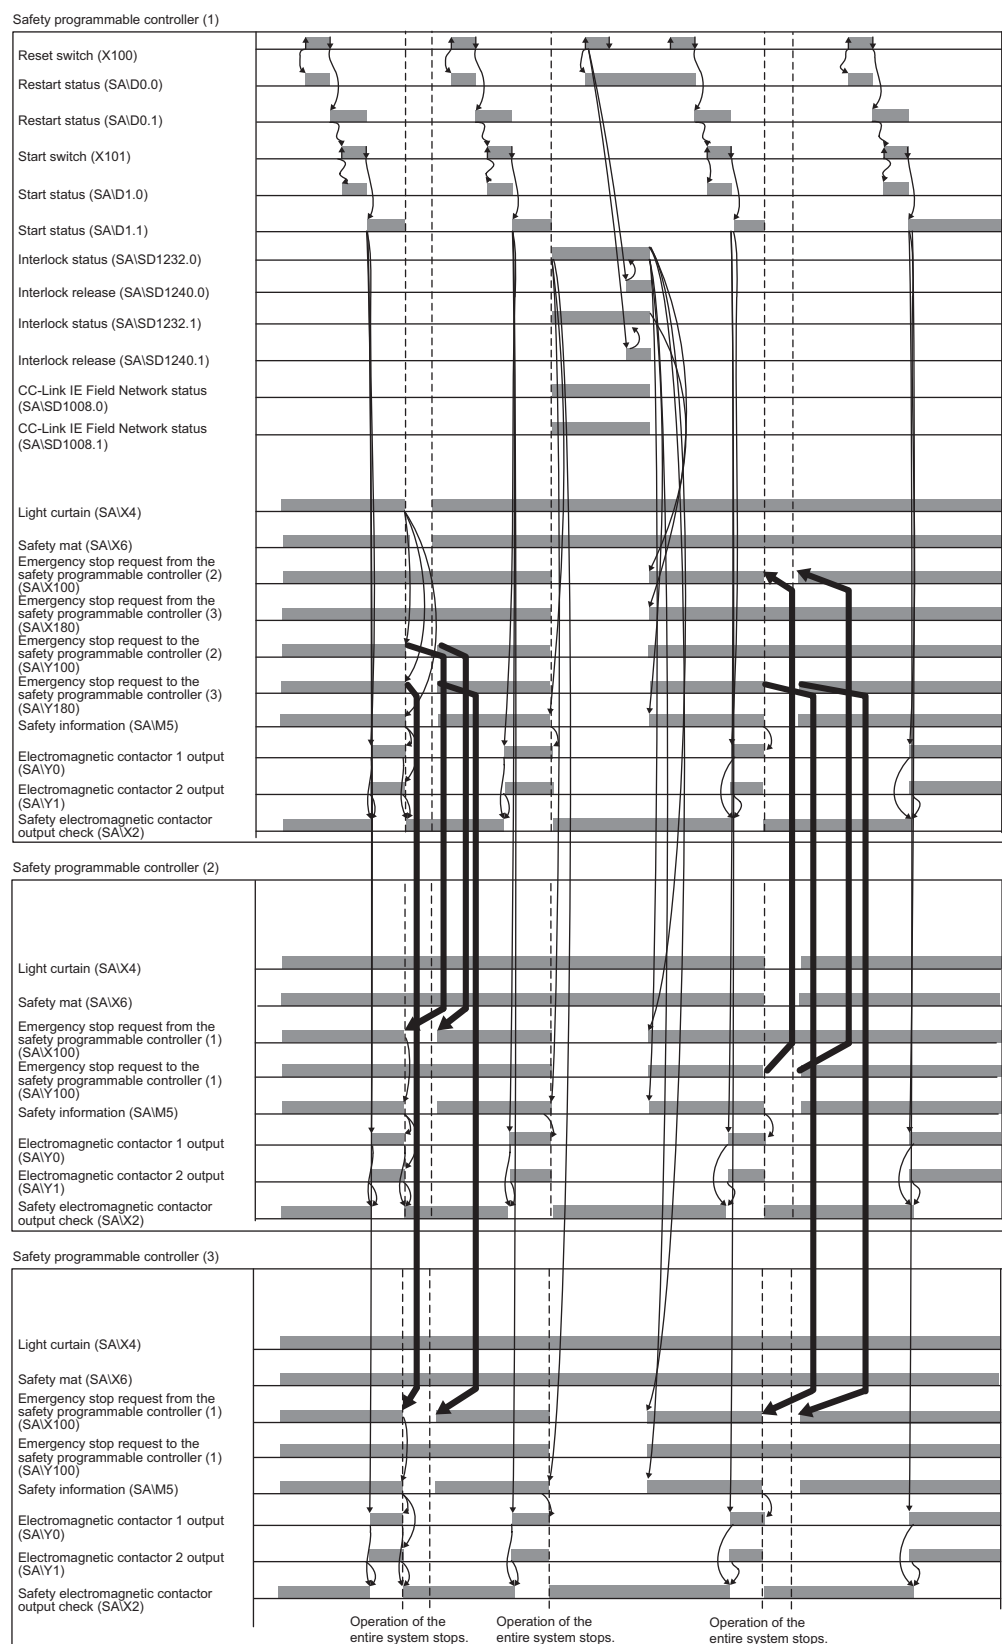 Safety programmable controller (1)
Reset switch (X100)
Restart status (SA\D0.0)
Restart status (SA\D0.1)
Start switch (X101)
Start status (SA\D1.0)
Start status (SA\D1.1)
Interlock status (SA\SD1232.0)
Interlock release (SA\SD1240.0)
Interlock status (SA\SD1232.1)
Interlock release (SA\SD1240.1)
CC-Link IE Field Network status
(SA\SD1008.0)
CC-Link IE Field Network status
(SA\SD1008.1)
Light curtain (SA\X4)
Safety mat (SA\X6)
Emergency stop request from the
safety programmable controller (2)
(SA\X100)
Emergency stop request from the
safety programmable controller (3)
(SA\X180)
Emergency stop request to the
safety programmable controller (2)
(SA\Y100)
Emergency stop request to the
safety programmable controller (3)
(SA\Y180)
Safety information (SA\M5)
Electromagnetic contactor 1 output
(SA\Y0)
Electromagnetic contactor 2 output
(SA\Y1)
Safety electromagnetic contactor
output check (SA\X2)
Safety programmable controller (2)
Light curtain (SA\X4)
Safety mat (SA\X6)
Emergency stop request from the
safety programmable controller (1)
(SA\X100)
Emergency stop request to the
safety programmable controller (1)
(SA\Y100)
Safety information (SA\M5)
Electromagnetic contactor 1 output
(SA\Y0)
Electromagnetic contactor 2 output
(SA\Y1)
Safety electromagnetic contactor
output check (SA\X2)
Safety programmable controller (3)
Light curtain (SA\X4)
Safety mat (SA\X6)
Emergency stop request from the
safety programmable controller (1)
(SA\X100)
Emergency stop request to the
safety programmable controller (1)
(SA\Y100)
Safety information (SA\M5)
Electromagnetic contactor 1 output
(SA\Y0)
Electromagnetic contactor 2 output
(SA\Y1)
Safety electromagnetic contactor
output check (SA\X2)
Operation of the
entire system stops.
Operation of the
entire system stops.
Operation of the
entire system stops.